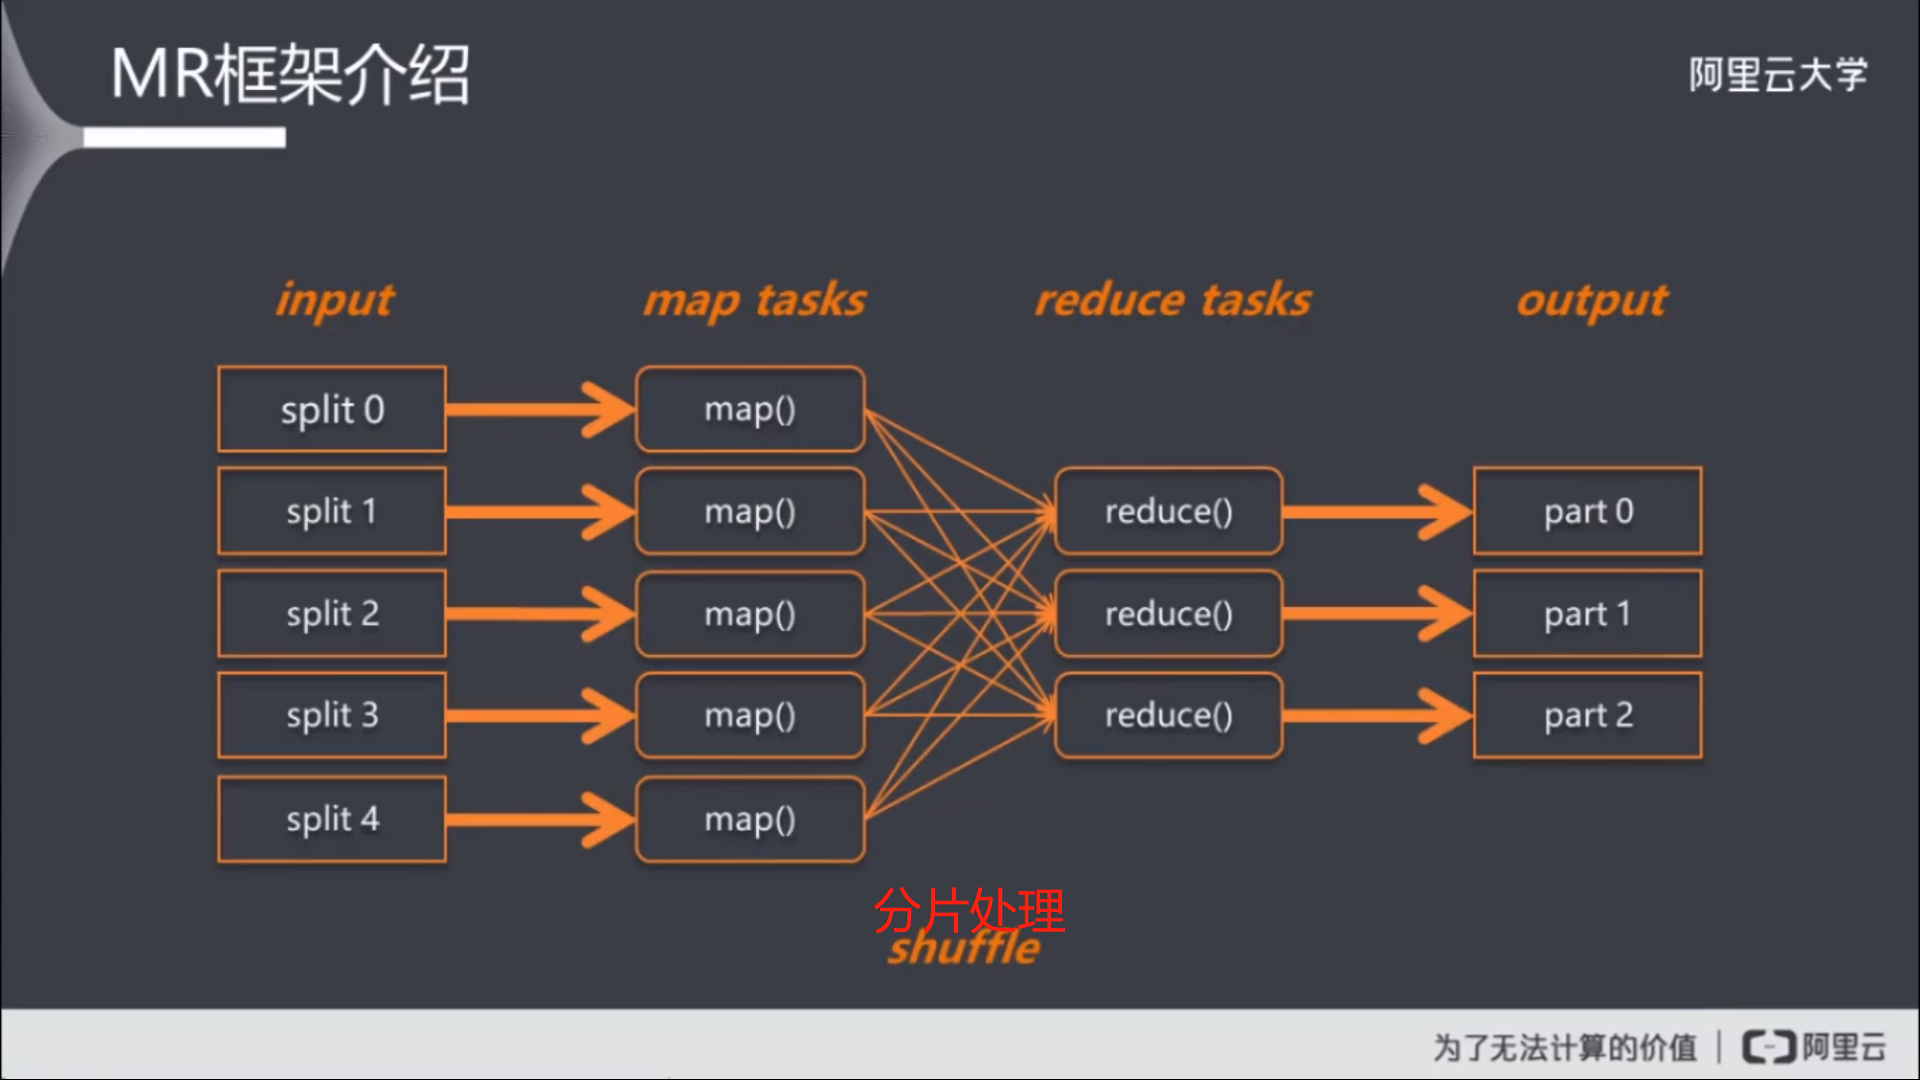 MR框架介绍
阿里云大学
input
map tasks
reduce tasks
output
split 0
map()
split 1
map()
reduce()
part 0
split 2
map()
reduce()
part 1
split 3
map()
reduce()
part 2
split 4
map()
分片处理
shuffle
为了无法计算的价值
阿里云